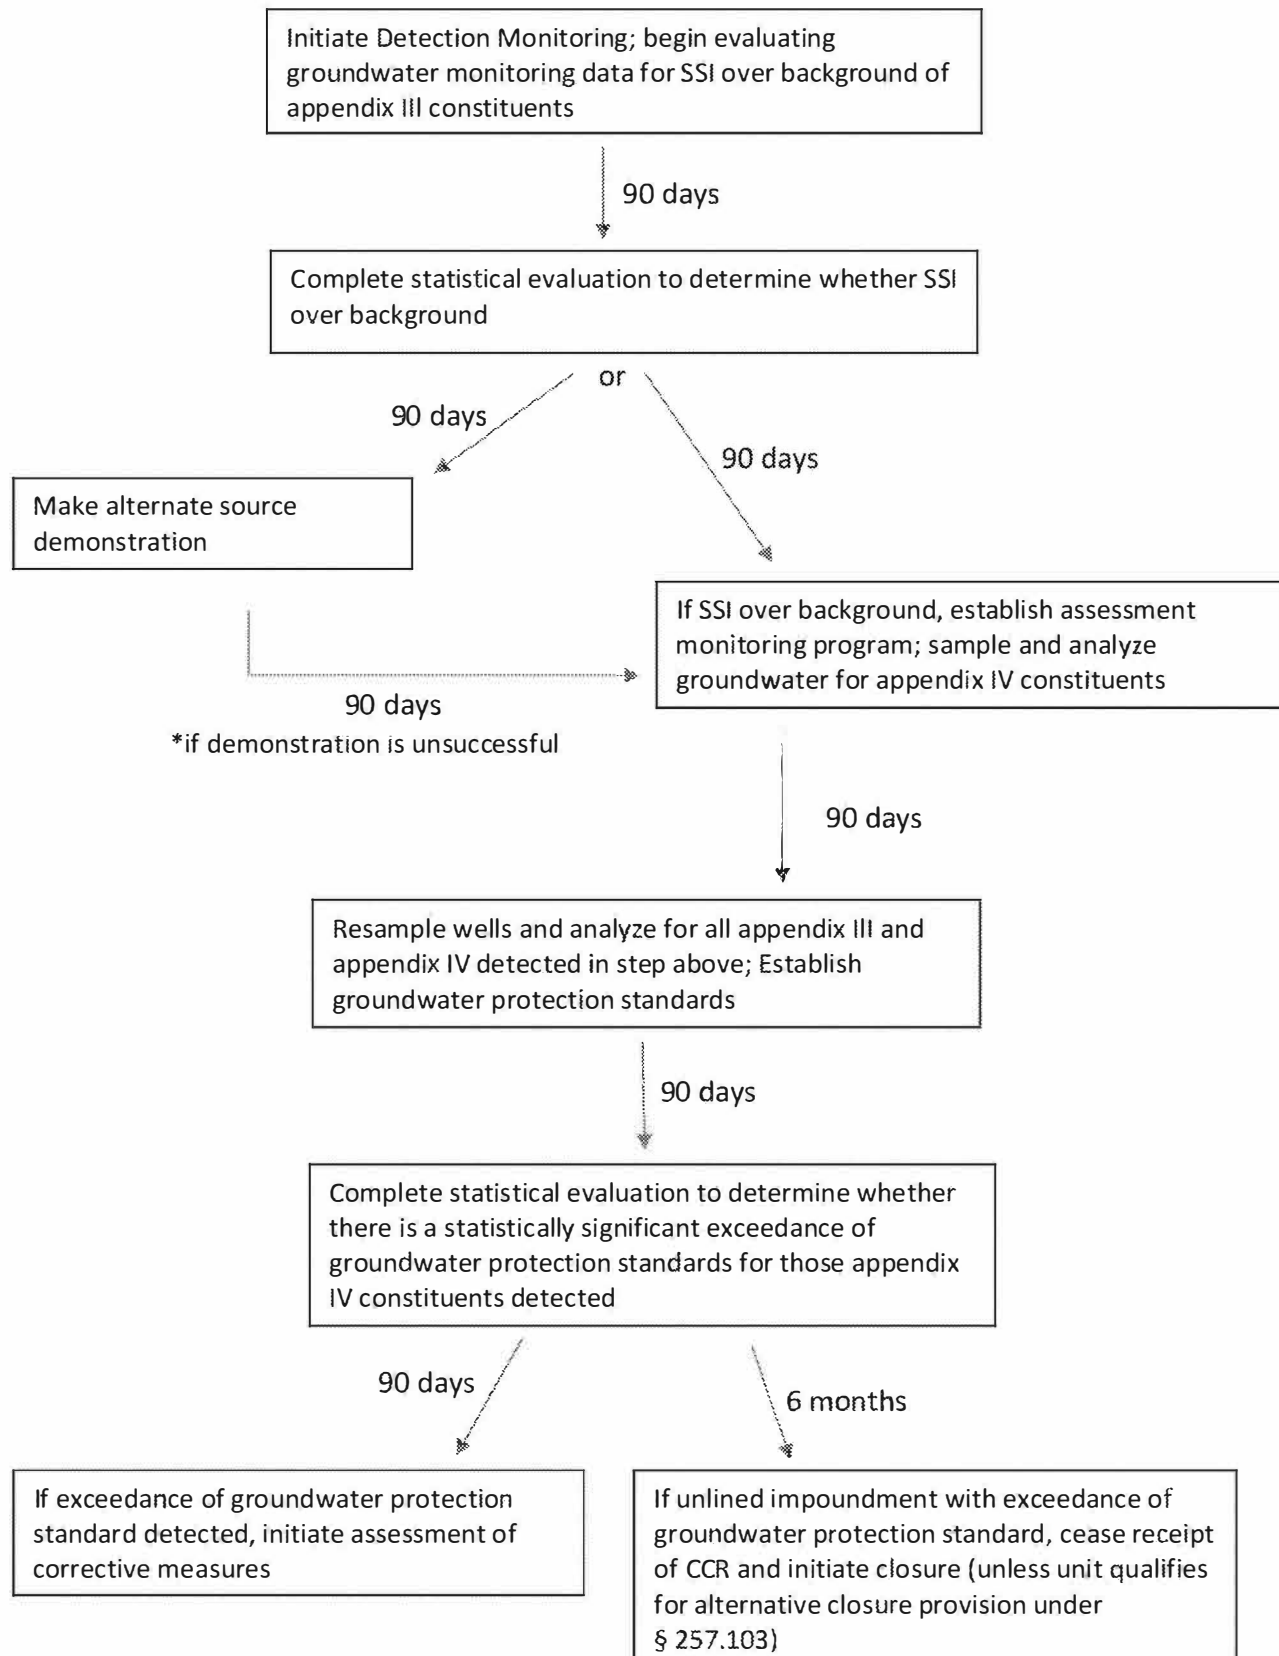 Initiate Detection Monitoring; begin evaluating
groundwater monitoring data for SSI over background of
appendix III constituents
90 days
Complete statistical evaluation to determine whether SSI
over background
or
90 days
90 days
Make alternate source
demonstration
If SSI over background, establish assessment
monitoring program; sample and analyze
groundwater for appendix IV constituents
90 days
*if demonstration is unsuccessful
90 days
Resample wells and analyze for all appendix III and
appendix IV detected in step above; Establish
groundwater protection standards
90 days
Complete statistical evaluation to determine whether
there is a statistically significant exceedance of
groundwater protection standards for those appendix
IV constituents detected
90 days
6 months
If exceedance of groundwater protection
standard detected, initiate assessment of
corrective measures
If unlined impoundment with exceedance of
groundwater protection standard, cease receipt
of CCR and initiate closure (unless unit qualifies
for alternative closure provision under
§ 257.103)